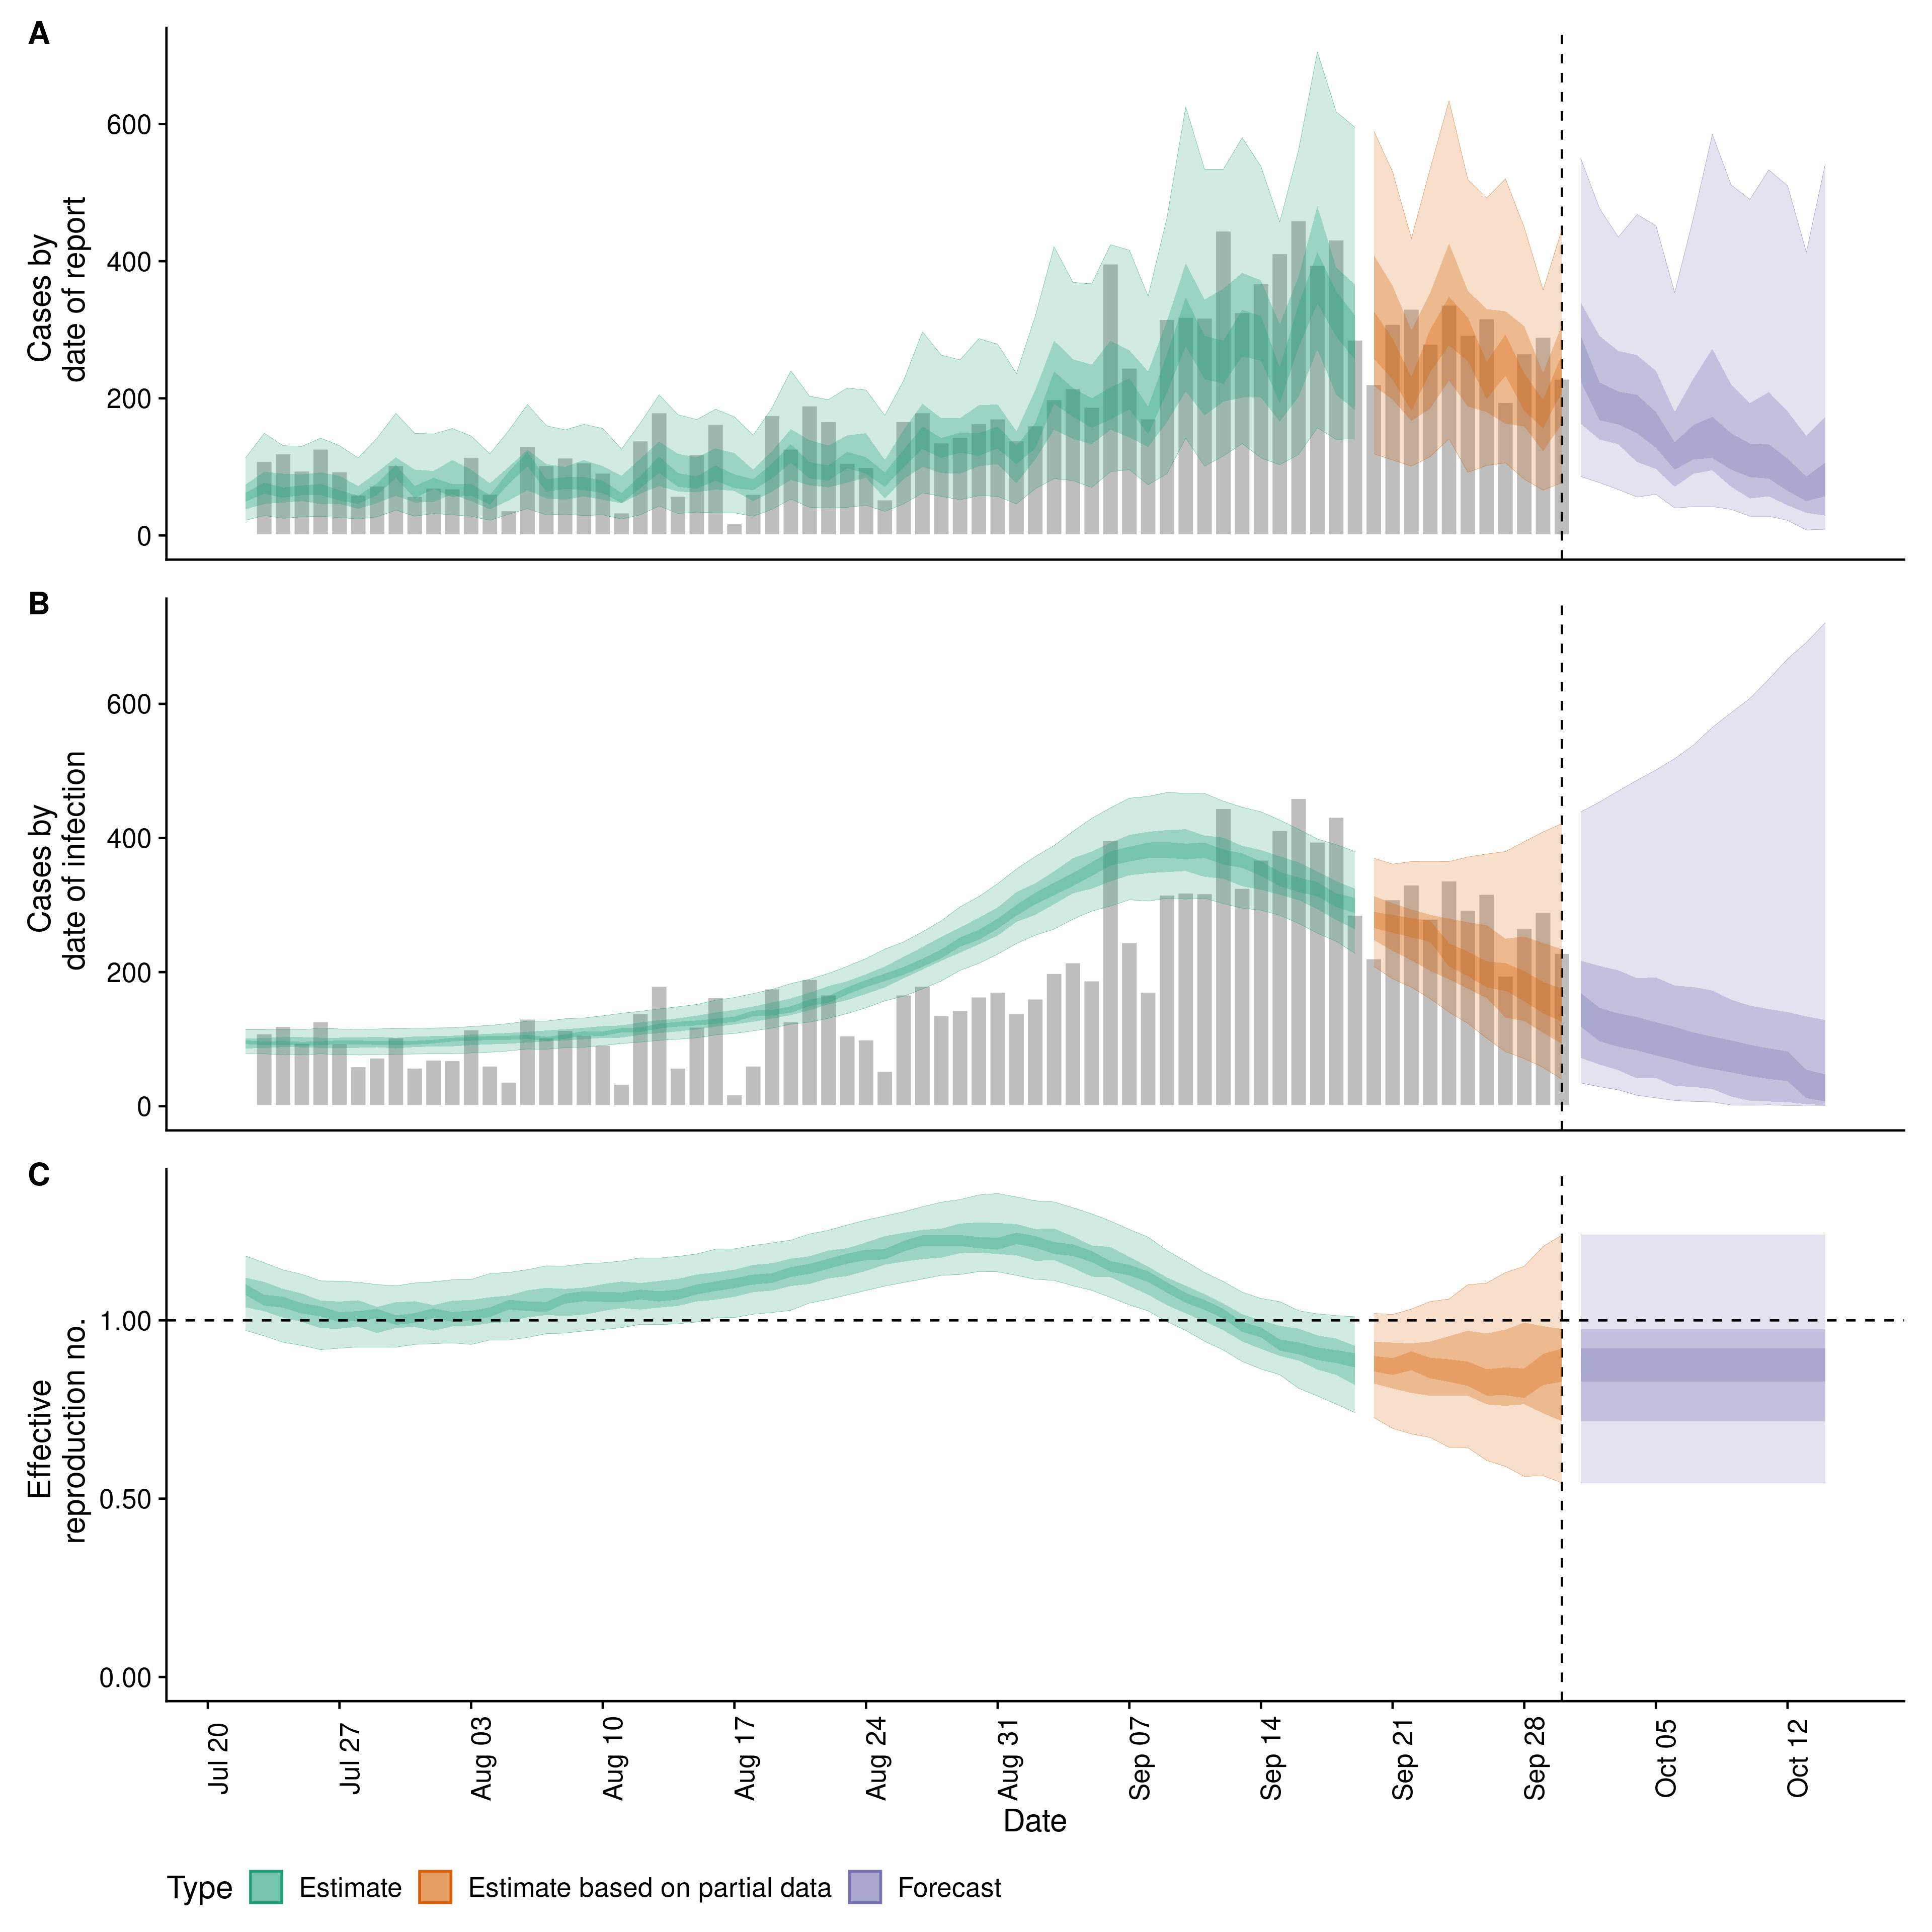 A
Cases by
date of report
600
400
200
0
B
Cases by
date of infection
600
400
200
0
C
Effective
reproduction no.
1.00
0.50
0.00
Jul 20
Jul 27
Aug 03
Aug 10
Aug 17
Aug 24
Aug 31
Sep 07
Sep 14
Sep 21
Sep 28
Oct 05
Oct 12
Date
Type Estimate Estimate based on partial data Forecast